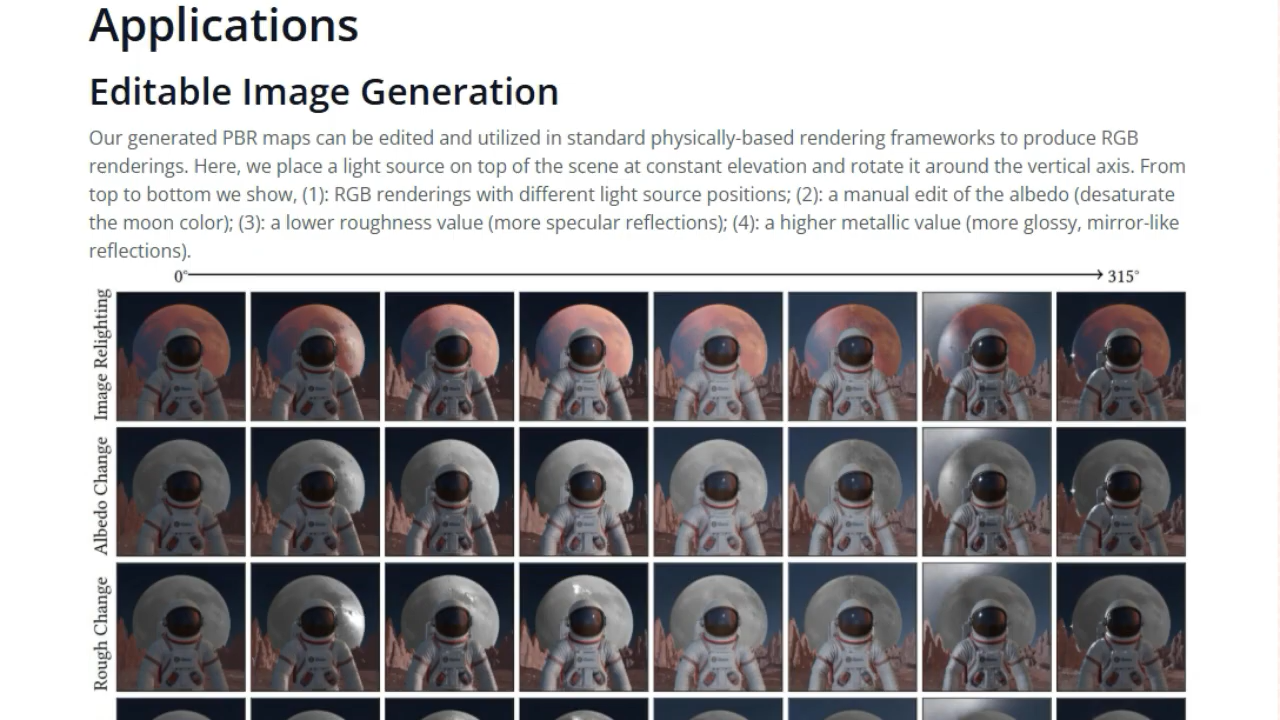 Applications
Editable Image Generation
Our generated PBR maps can be edited and utilized in standard physically-based rendering frameworks to produce RGB
renderings. Here, we place a light source on top of the scene at constant elevation and rotate it around the vertical axis. From
top to bottom we show, (1): RGB renderings with different light source positions; (2): a manual edit of the albedo (desaturate
the moon color); (3): a lower roughness value (more specular reflections); (4): a higher metallic value (more glossy, mirror-like
reflections).
0° 315°
Image Relighting
Albedo Change
Rough Change